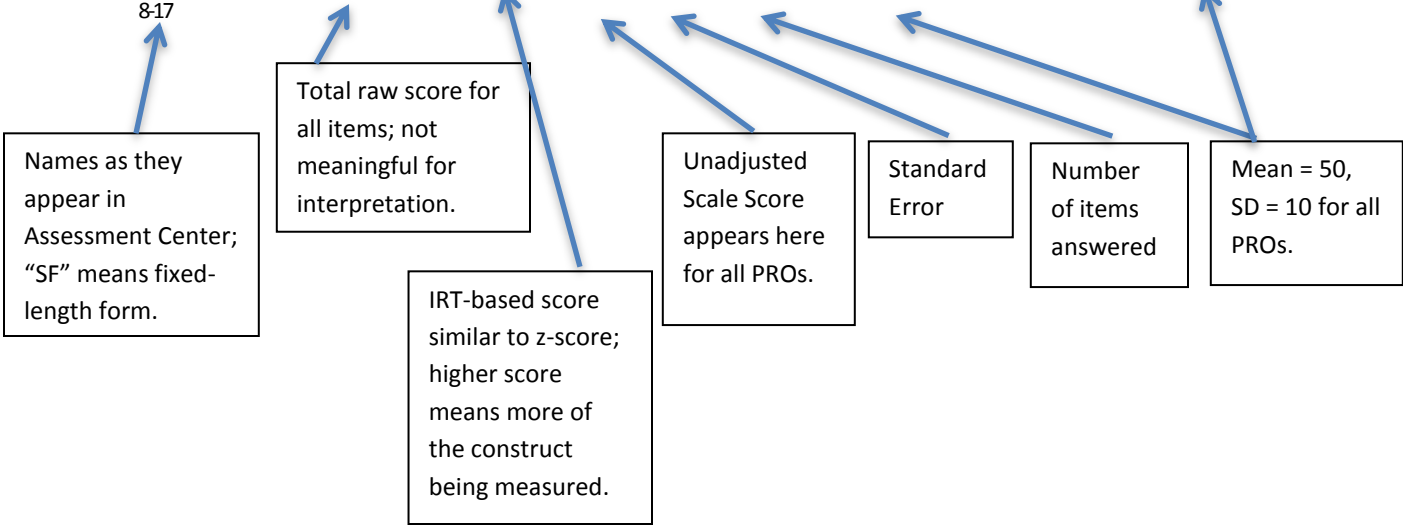 8-17
Names as they
appear in
Assessment Center;
“SF” means fixed-
length form.
Total raw score for
all items; not
meaningful for
interpretation.
IRT-based score
similar to z-score;
higher score
means more of
the construct
being measured.
Unadjusted
Scale Score
appears here
for all PROs.
Standard
Error
Number
of items
answered
Mean = 50,
SD = 10 for all
PROs.